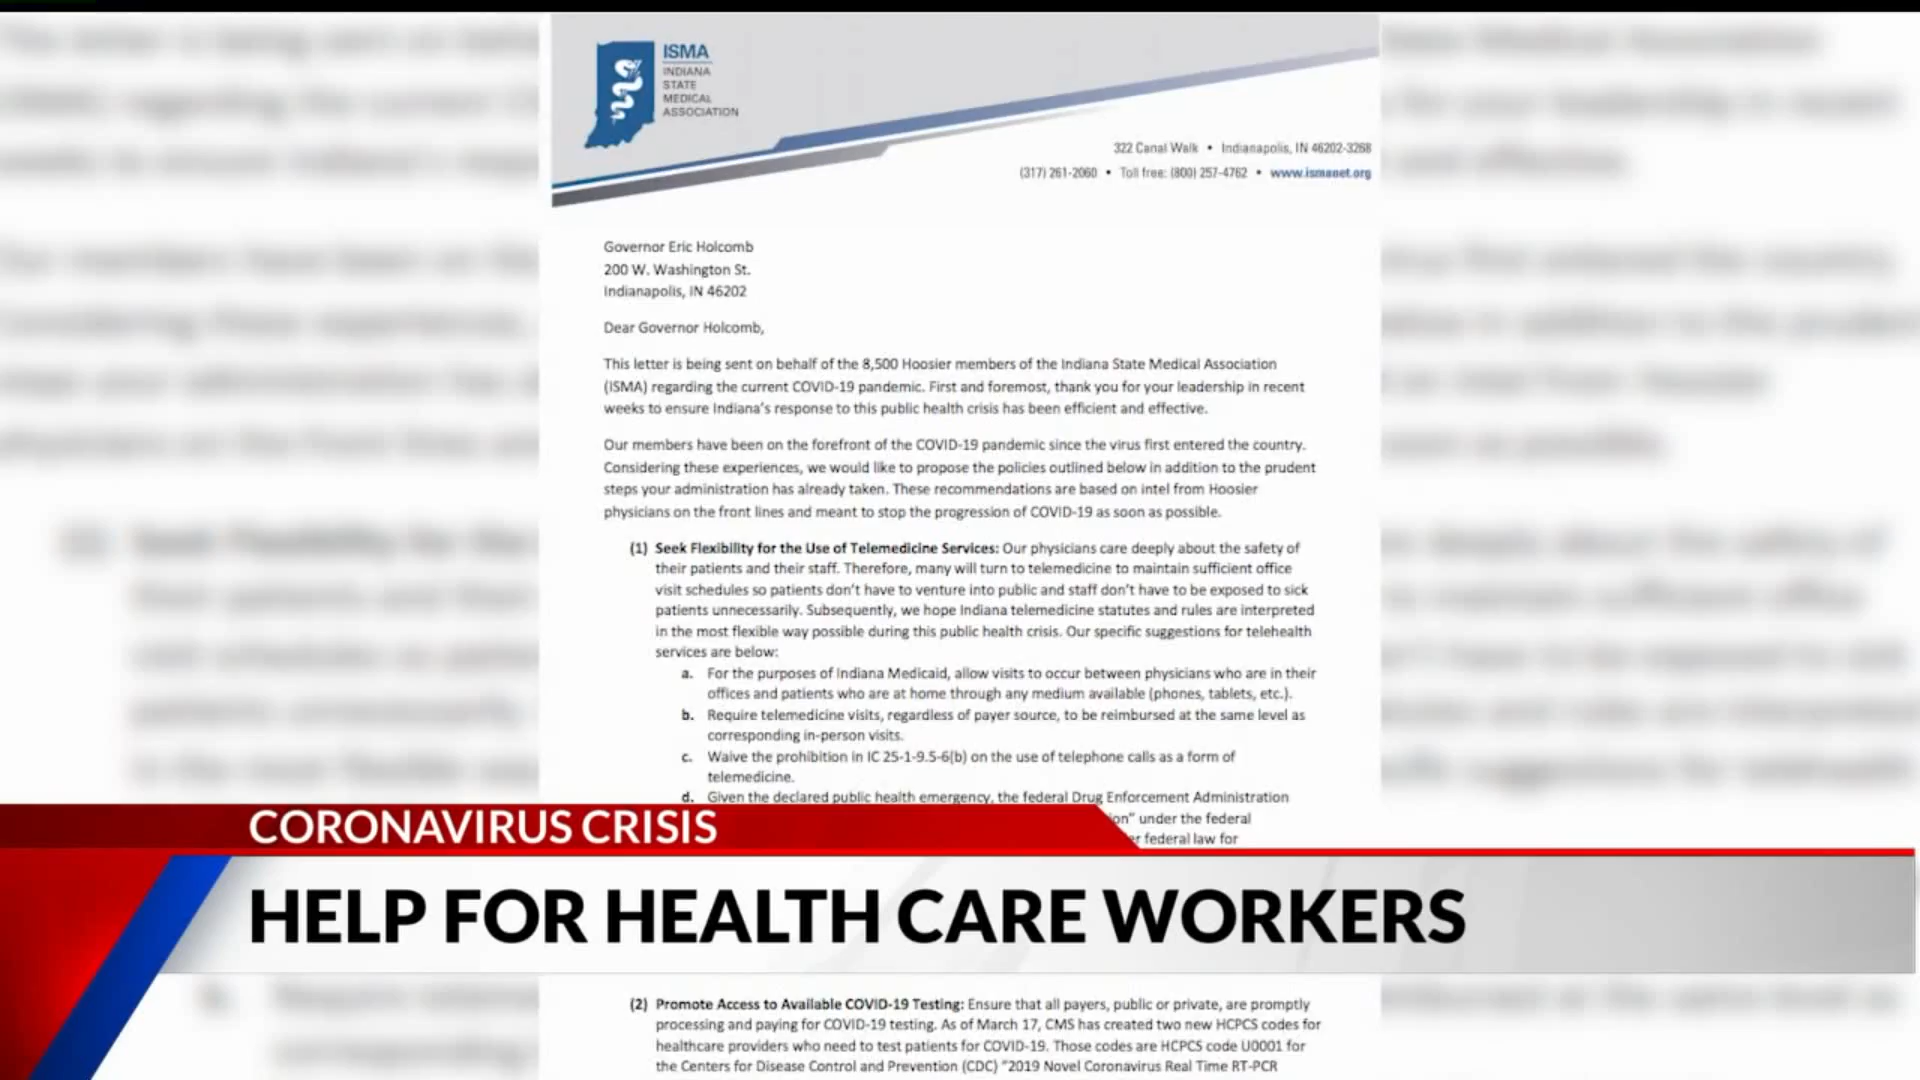 ISMA
INDIANA
STATE
MEDICAL
ASSOCIATION
322 Canal Walk • Indianapolis, IN 46202-3268
(317) 261-2060 • Toll free: (800) 257-4762 • www.ismanet.org
Governor Eric Holcomb
200 W. Washington St.
Indianapolis, IN 46202
Dear Governor Holcomb,
This letter is being sent on behalf of the 8,500 Hoosier members of the Indiana State Medical Association
(ISMA) regarding the current COVID-19 pandemic. First and foremost, thank you for your leadership in recent
weeks to ensure Indiana's response to this public health crisis has been efficient and effective.
Our members have been on the forefront of the COVID-19 pandemic since the virus first entered the country.
Considering these experiences, we would like to propose the policies outlined below in addition to the prudent
steps your administration has already taken. These recommendations are based on intel from Hoosier
physicians on the front lines and meant to stop the progression of COVID-19 as soon as possible.
(1) Seek Flexibility for the Use of Telemedicine Services: Our physicians care deeply about the safety of
their patients and their staff. Therefore, many will turn to telemedicine to maintain sufficient office
visit schedules so patients don't have to venture into public and staff don't have to be exposed to sick
patients unnecessarily. Subsequently, we hope Indiana telemedicine statutes and rules are interpreted
in the most flexible way possible during this public health crisis. Our specific suggestions for telehealth
services are below:
a. For the purposes of Indiana Medicaid, allow visits to occur between physicians who are in their
offices and patients who are at home through any medium available (phones, tablets, etc.).
b. Require telemedicine visits, regardless of payer source, to be reimbursed at the same level as
corresponding in-person visits.
c. Waive the prohibition in IC 25-1-9.5-6(b) on the use of telephone calls as a form of
telemedicine.
d. Given the declared public health emergency, the federal Drug Enforcement Administration
under the federal
federal law for
CORONAVIRUS CRISIS
HELP FOR HEALTH CARE WORKERS
(2) Promote Access to Available COVID-19 Testing: Ensure that all payers, public or private, are promptly
processing and paying for COVID-19 testing. As of March 17, CMS has created two new HCPCS codes for
healthcare providers who need to test patients for COVID-19. Those codes are HCPCS code U0001 for
the Centers for Disease Control and Prevention (CDC) "2019 Novel Coronavirus Real Time RT-PCR